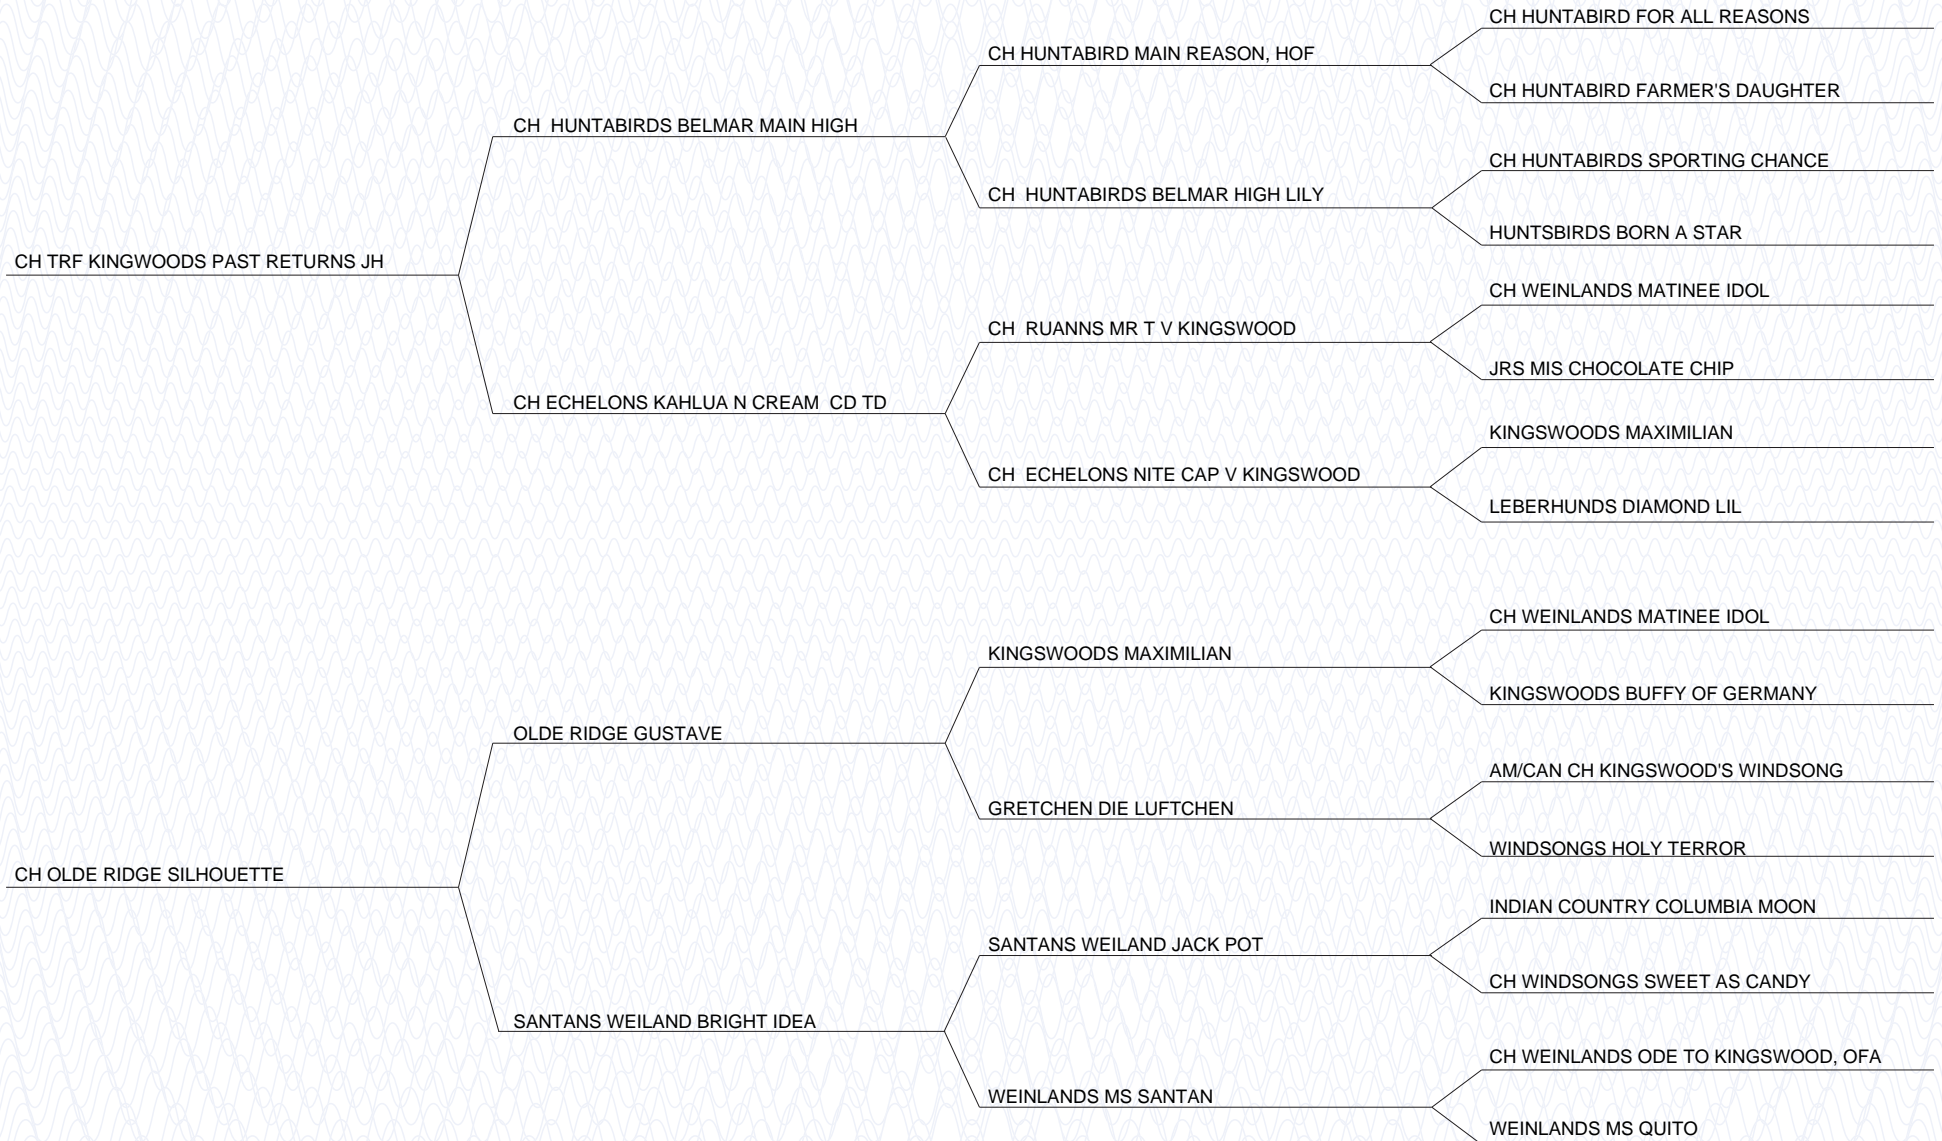 CH HUNTABIRD FOR ALL REASONS
CH HUNTABIRD MAIN REASON, HOF
CH HUNTABIRD FARMER'S DAUGHTER
CH  HUNTABIRDS BELMAR MAIN HIGH
CH HUNTABIRDS SPORTING CHANCE
CH  HUNTABIRDS BELMAR HIGH LILY
HUNTSBIRDS BORN A STAR
CH TRF KINGWOODS PAST RETURNS JH
CH WEINLANDS MATINEE IDOL
CH  RUANNS MR T V KINGSWOOD
JRS MIS CHOCOLATE CHIP
CH ECHELONS KAHLUA N CREAM  CD TD
KINGSWOODS MAXIMILIAN
CH  ECHELONS NITE CAP V KINGSWOOD
LEBERHUNDS DIAMOND LIL
CH WEINLANDS MATINEE IDOL
KINGSWOODS MAXIMILIAN
KINGSWOODS BUFFY OF GERMANY
OLDE RIDGE GUSTAVE
AM/CAN CH KINGSWOOD'S WINDSONG
GRETCHEN DIE LUFTCHEN
WINDSONGS HOLY TERROR
CH OLDE RIDGE SILHOUETTE
INDIAN COUNTRY COLUMBIA MOON
SANTANS WEILAND JACK POT
CH WINDSONGS SWEET AS CANDY
SANTANS WEILAND BRIGHT IDEA
CH WEINLANDS ODE TO KINGSWOOD, OFA
WEINLANDS MS SANTAN
WEINLANDS MS QUITO